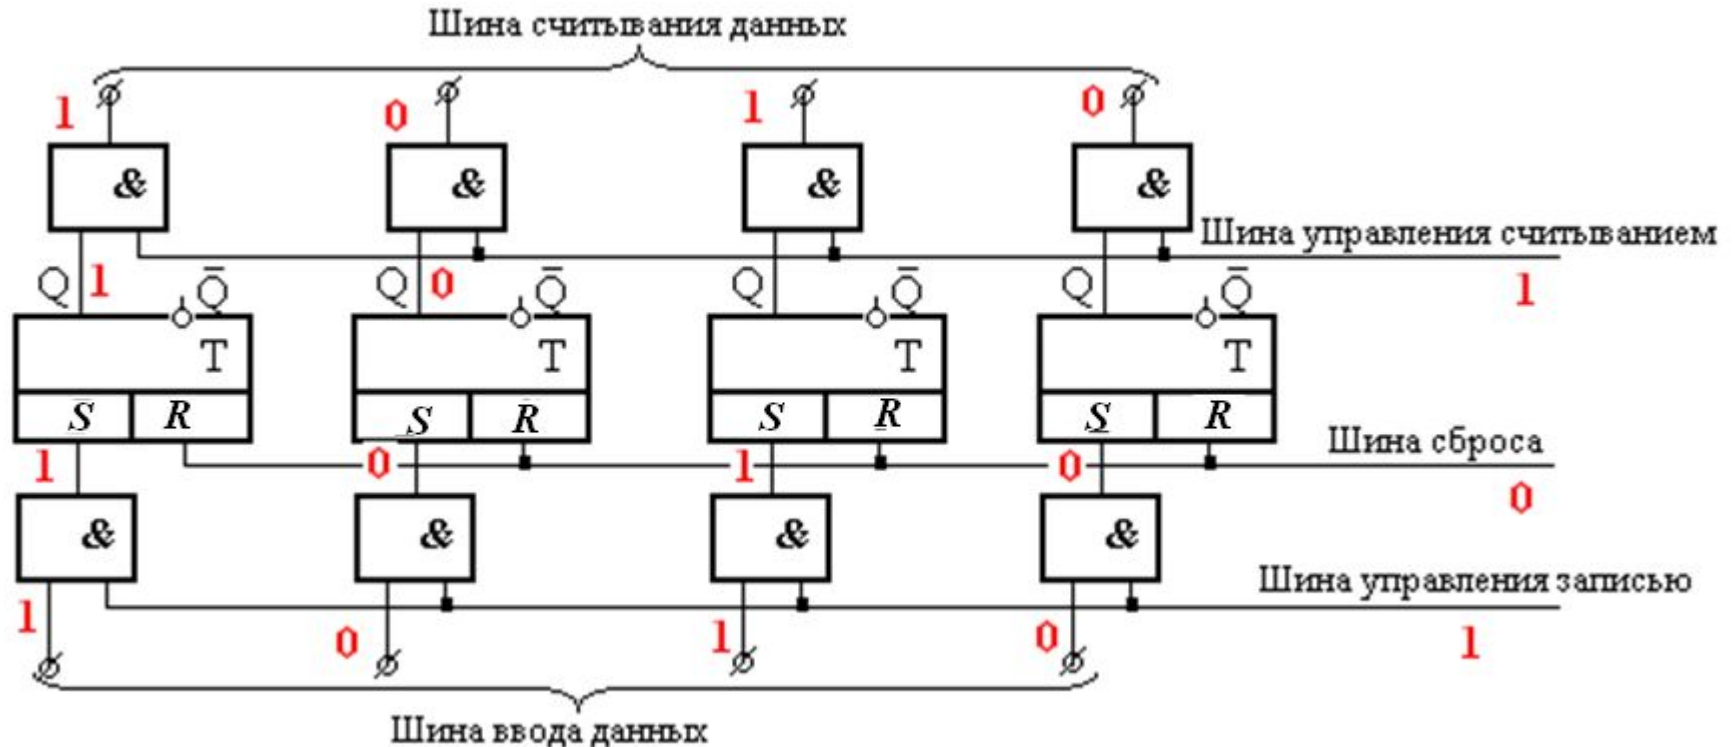 Шина считывания данных
1 0 1 0
& & & &
Шина управления считыванием
1
Q 1 Q̄ Q 0 Q̄ Q Q̄ Q Q̄
T T T T
S R S R S R S R
Шина сброса
1 0 1 0
0
& & & &
Шина управления записью
1 0 1 0 1
Шина ввода данных